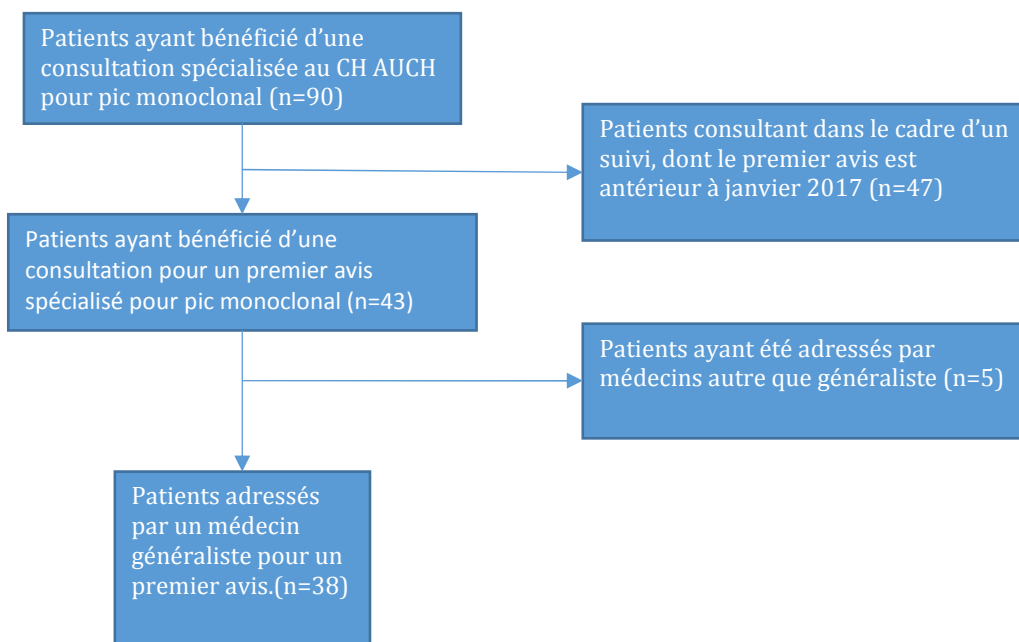 Patients ayant bénéficié d’une
consultation spécialisée au CH AUCH
pour pic monoclonal (n=90)
Patients consultant dans le cadre d’un
suivi, dont le premier avis est
antérieur à janvier 2017 (n=47)
Patients ayant bénéficié d’une
consultation pour un premier avis
spécialisé pour pic monoclonal (n=43)
Patients ayant été adressés par
médecins autre que généraliste (n=5)
Patients adressés
par un médecin
généraliste pour un
premier avis.(n=38)